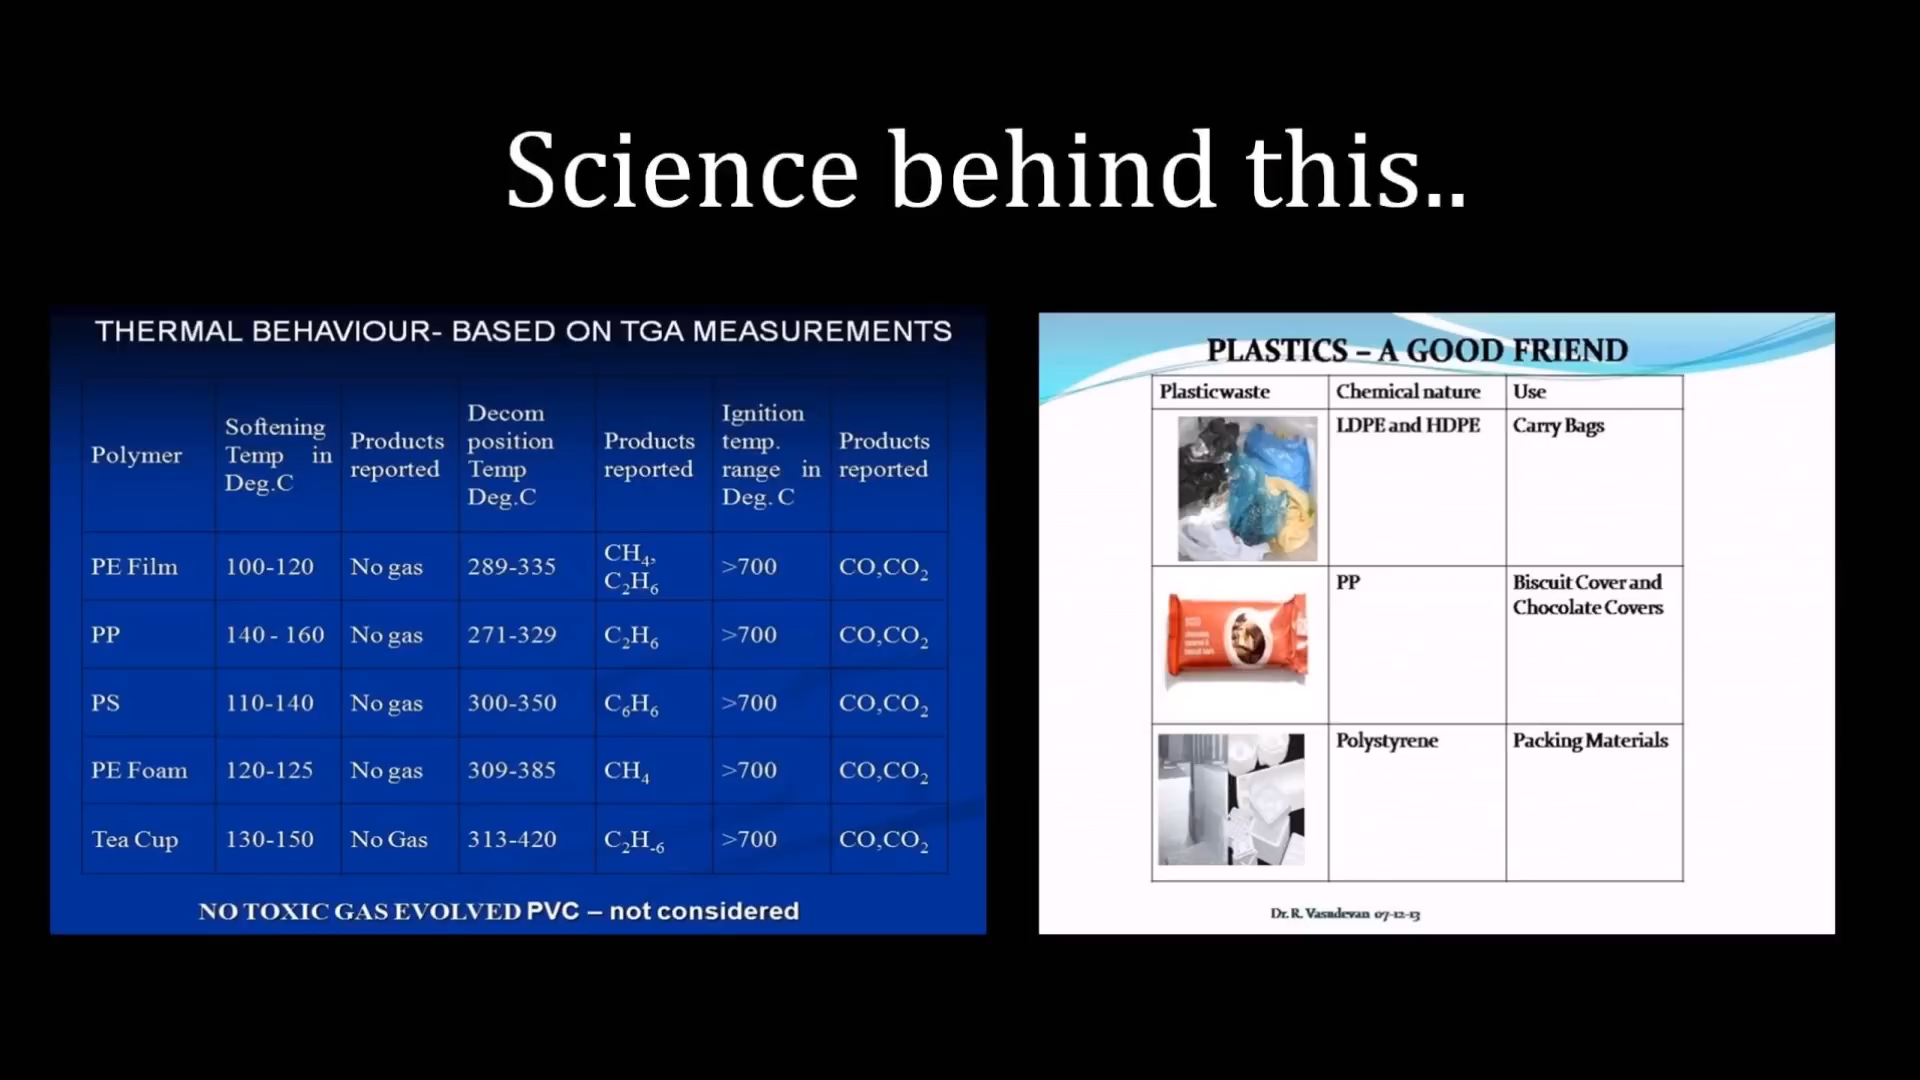 Science behind this..
THERMAL BEHAVIOUR- BASED ON TGA MEASUREMENTS
Polymer
Softening
Temp in
Deg.C
Products
reported
Decom
position
Temp
Deg.C
Products
reported
Ignition
temp.
range in
Deg. C
Products
reported
PE Film 100-120 No gas 289-335 CH₄, C₂H₆ >700 CO,CO₂
PP 140 - 160 No gas 271-329 C₂H₆ >700 CO,CO₂
PS 110-140 No gas 300-350 C₆H₆ >700 CO,CO₂
PE Foam 120-125 No gas 309-385 CH₄ >700 CO,CO₂
Tea Cup 130-150 No Gas 313-420 C₂H₋₆ >700 CO,CO₂
NO TOXIC GAS EVOLVED PVC – not considered
PLASTICS – A GOOD FRIEND
Plasticwaste Chemical nature Use
LDPE and HDPE Carry Bags
PP Biscuit Cover and
Chocolate Covers
Polystyrene Packing Materials
Dr. R. Vasudevan 07-12-13